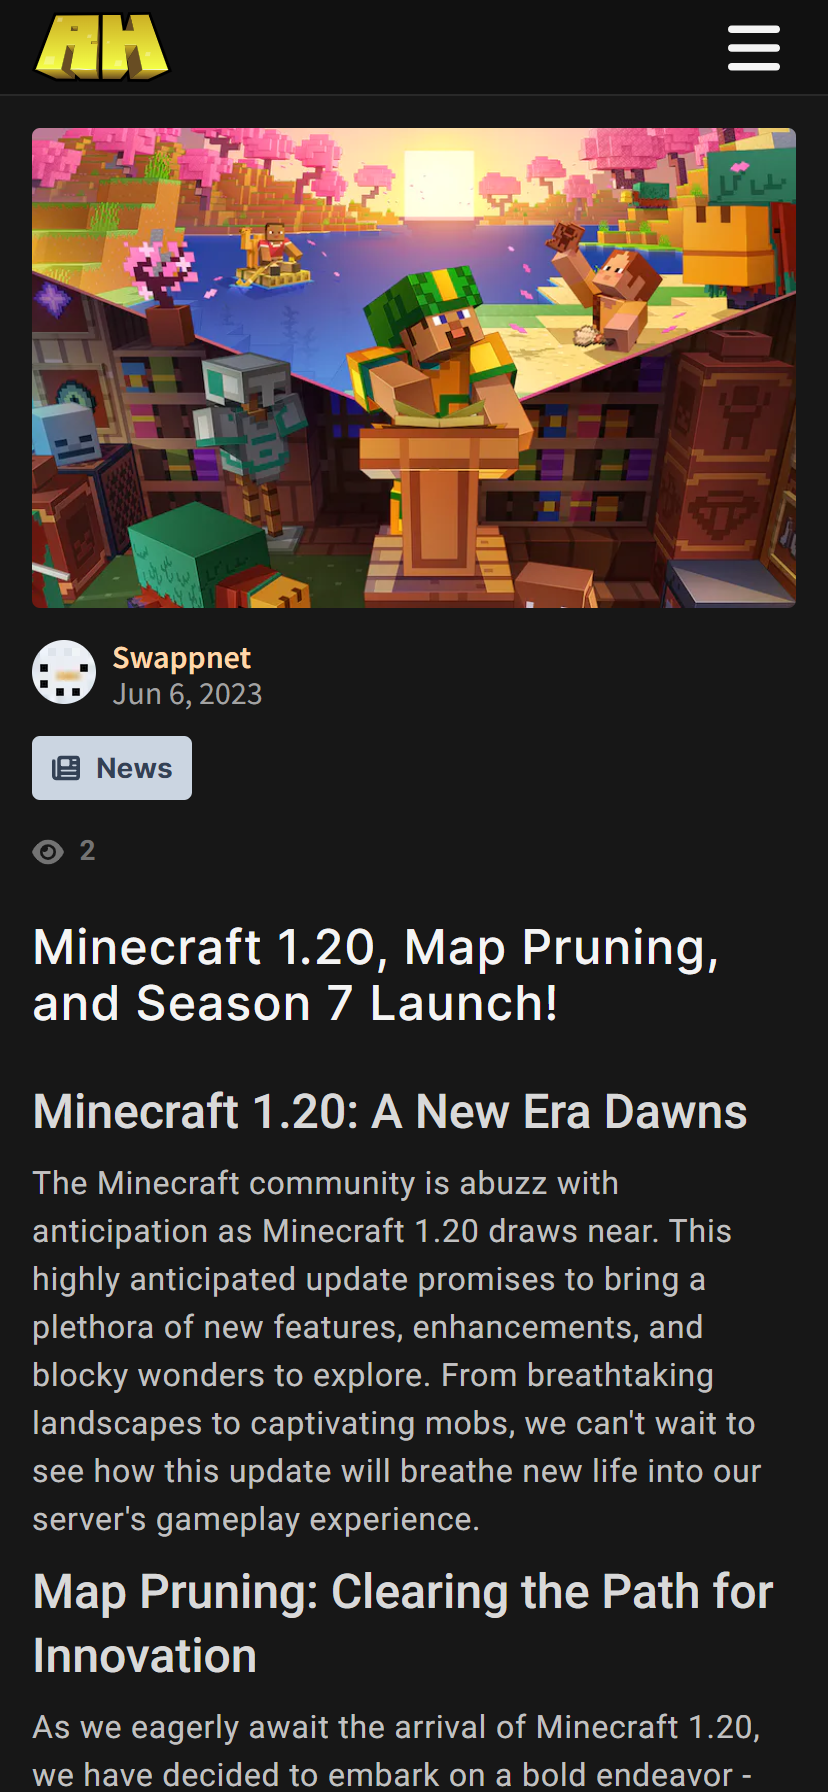 AH
Swappnet
Jun 6, 2023
News
2
Minecraft 1.20, Map Pruning,
and Season 7 Launch!
Minecraft 1.20: A New Era Dawns
The Minecraft community is abuzz with
anticipation as Minecraft 1.20 draws near. This
highly anticipated update promises to bring a
plethora of new features, enhancements, and
blocky wonders to explore. From breathtaking
landscapes to captivating mobs, we can't wait to
see how this update will breathe new life into our
server's gameplay experience.
Map Pruning: Clearing the Path for
Innovation
As we eagerly await the arrival of Minecraft 1.20,
we have decided to embark on a bold endeavor -